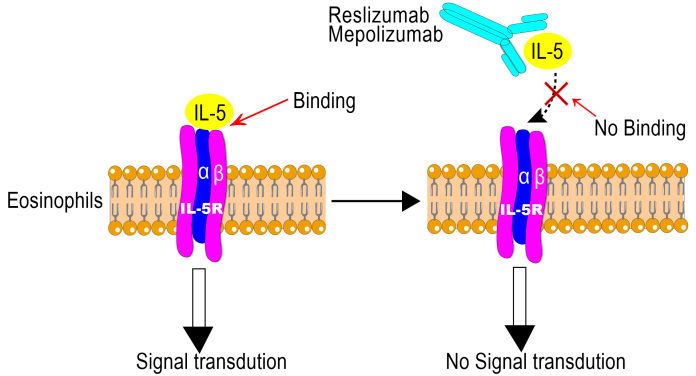 Reslizumab
Mepolizumab
IL-5
IL-5
Binding
No Binding
α β
α β
Eosinophils
IL-5R
IL-5R
Signal transdution
No Signal transdution